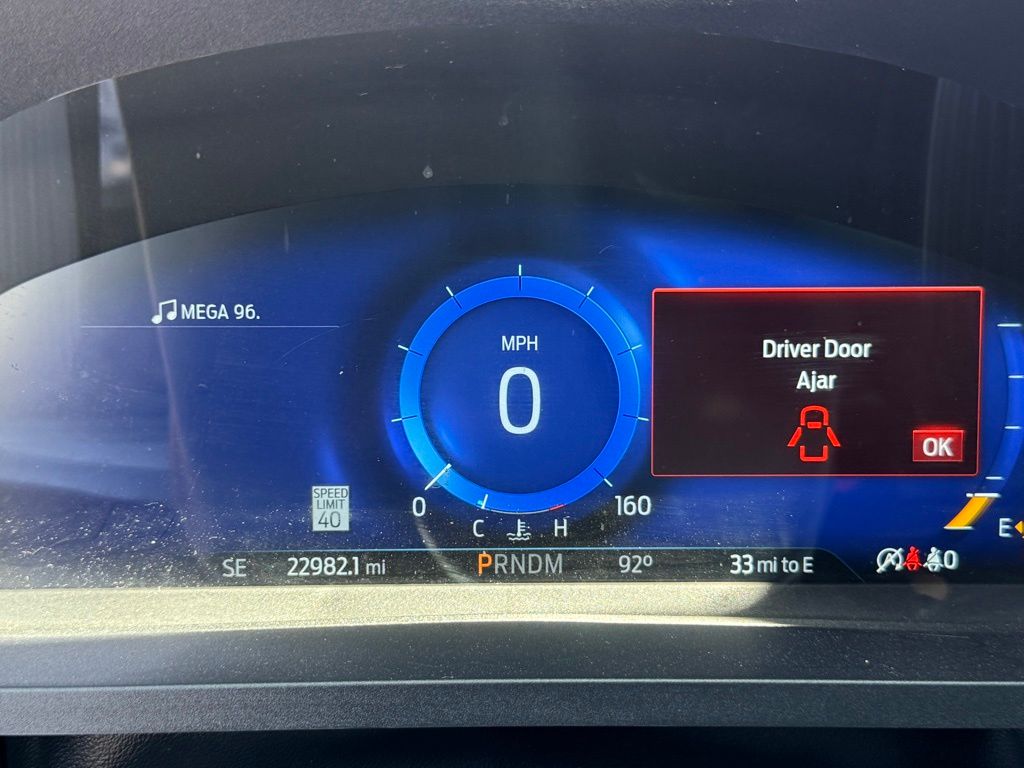 MEGA 96.
MPH
0
Driver Door
Ajar
OK
SPEED
LIMIT
40
0
160
C
H
E
SE
22982.1 mi
PRNDM
92º
33 mi to E
0